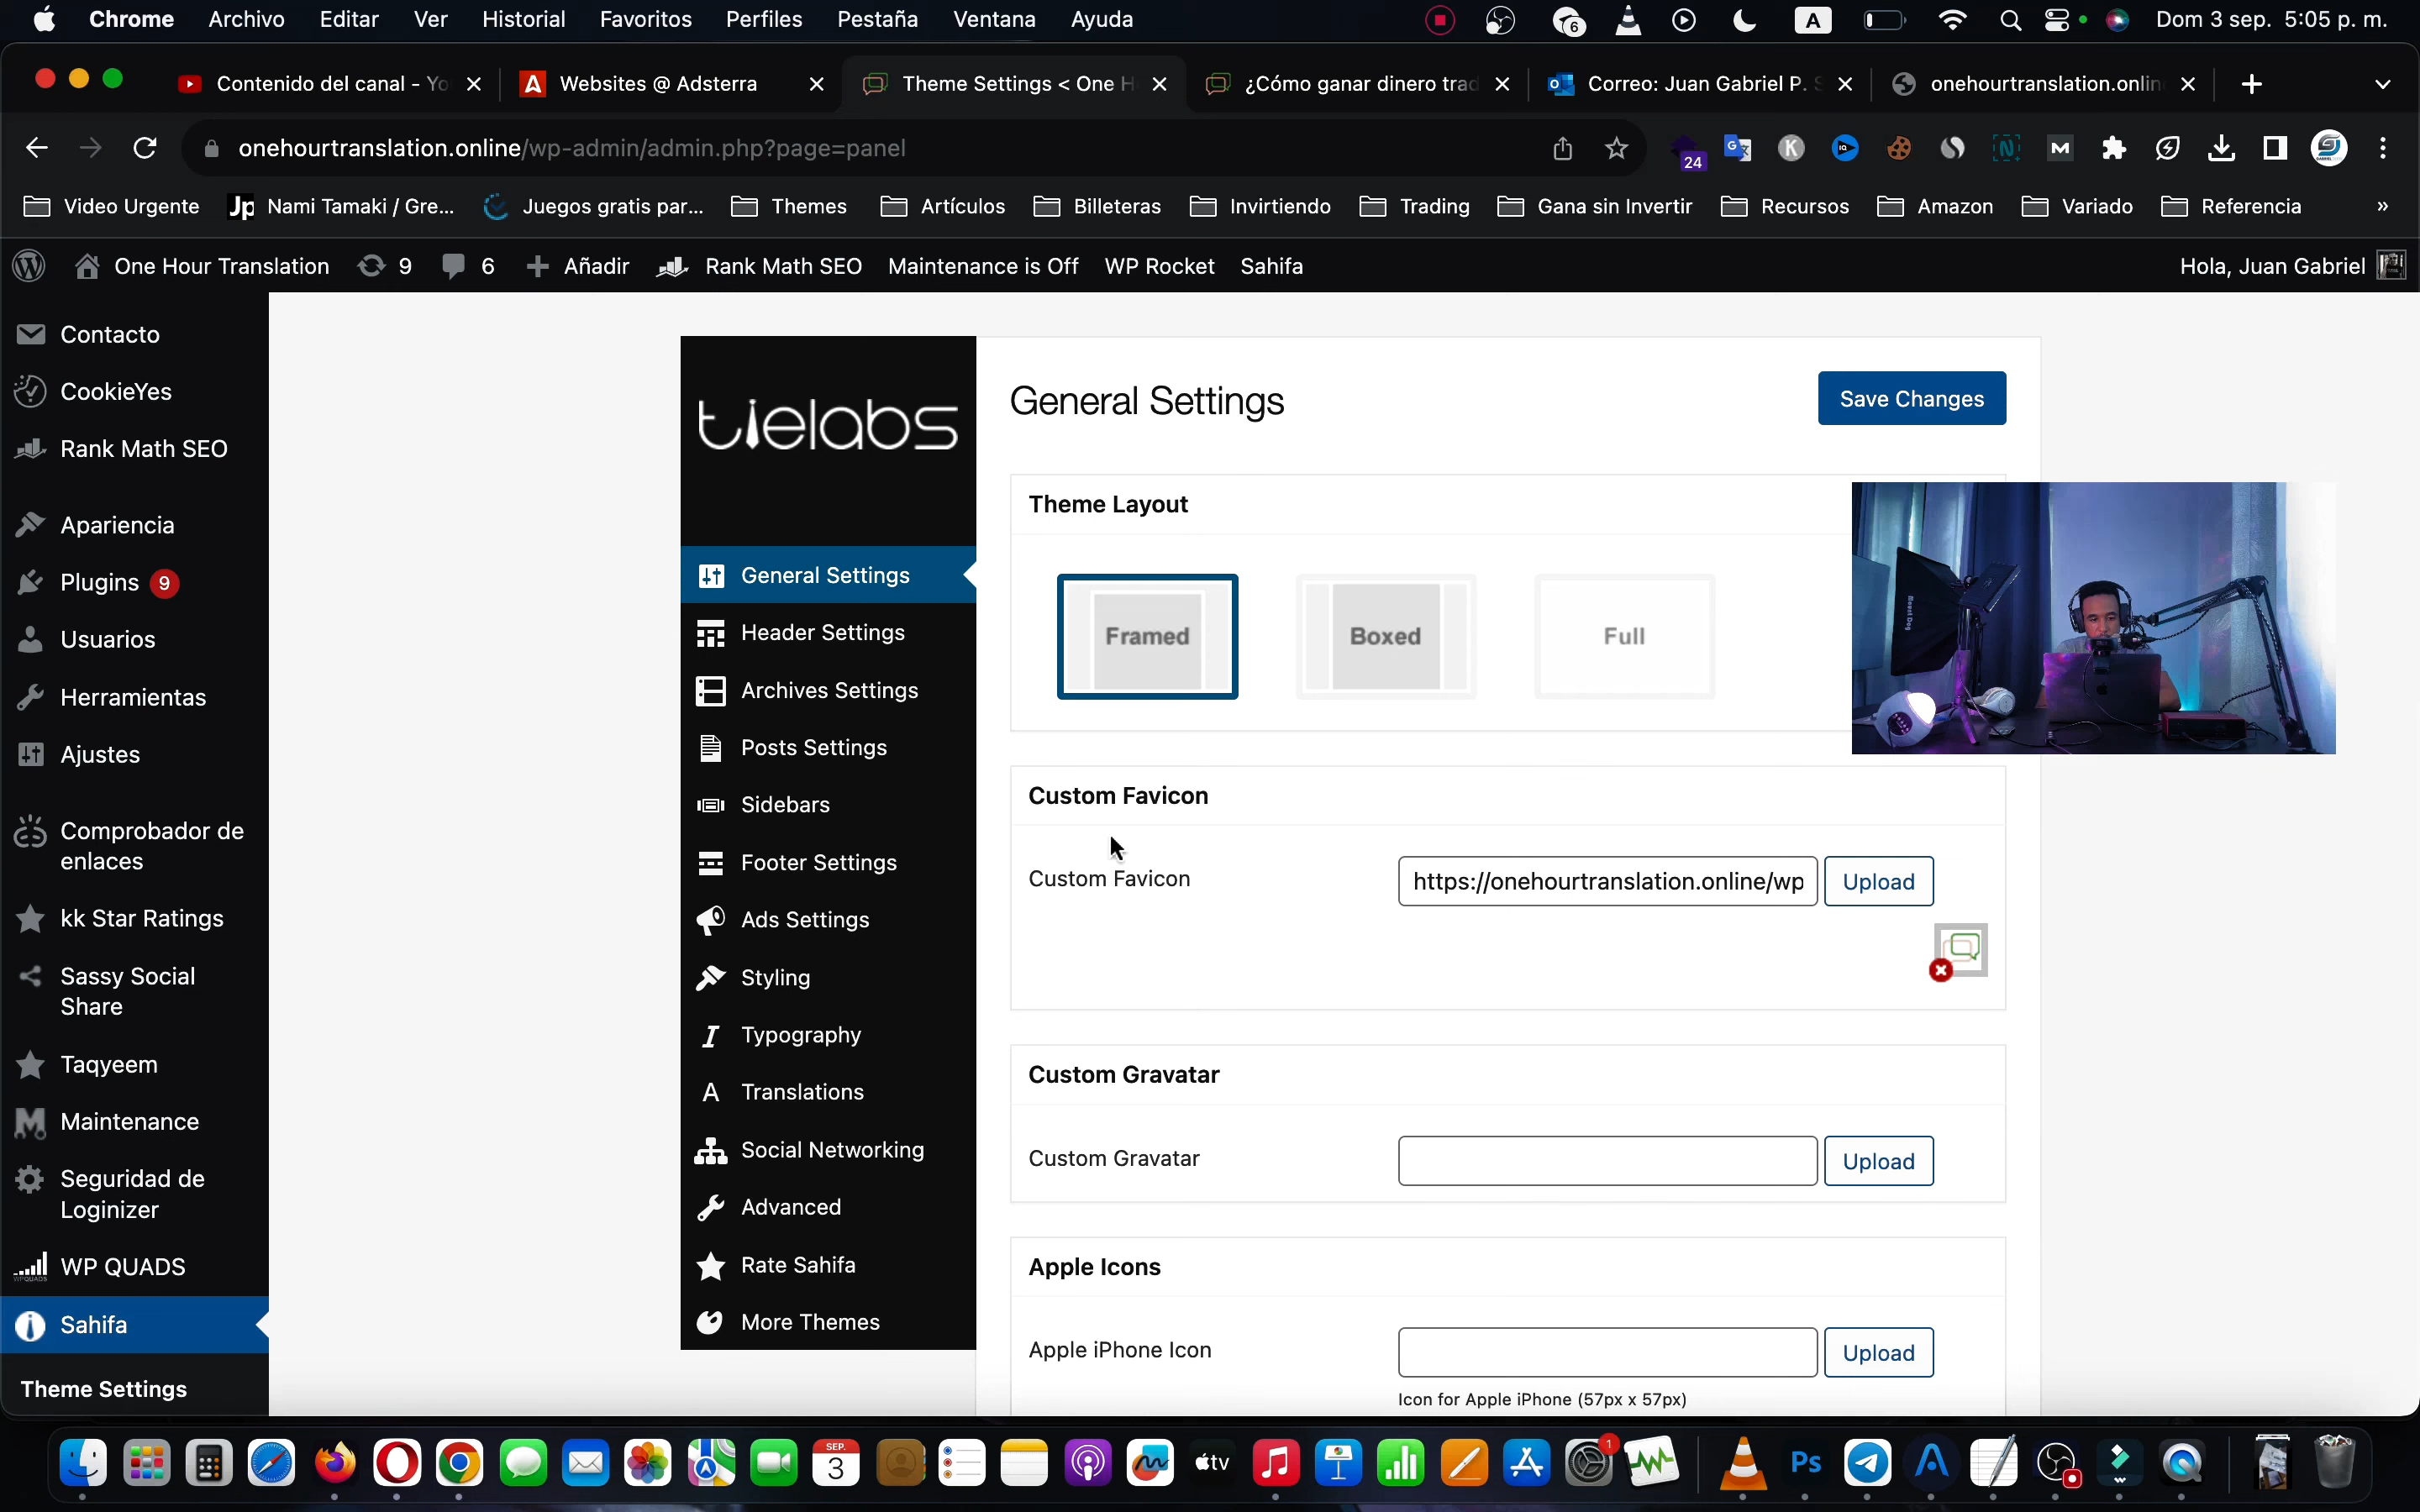 Chrome Archivo Editar Ver Historial Favoritos Perfiles Pestaña Ventana Ayuda
6 A Dom 3 sep. 5:05 p. m.
Contenido del canal - Yo
Websites @ Adsterra
Theme Settings < One H
¿Cómo ganar dinero trad
Correo: Juan Gabriel P. S
onehourtranslation.onlin
onehourtranslation.online/wp-admin/admin.php?page=panel
24
Video Urgente
Jp Nami Tamaki / Gre...
Juegos gratis par...
Themes
Artículos
Billeteras
Invirtiendo
Trading
Gana sin Invertir
Recursos
Amazon
Variado
Referencia
»
One Hour Translation 9 6 Añadir Rank Math SEO Maintenance is Off WP Rocket Sahifa
Hola, Juan Gabriel
Contacto
CookieYes
Rank Math SEO
Apariencia
Plugins 9
Usuarios
Herramientas
Ajustes
Comprobador de
enlaces
kk Star Ratings
Sassy Social
Share
Taqyeem
Maintenance
Seguridad de
Loginizer
WP QUADS
Sahifa
Theme Settings
tielabs
General Settings
Header Settings
Archives Settings
Posts Settings
Sidebars
Footer Settings
Ads Settings
Styling
Typography
Translations
Social Networking
Advanced
Rate Sahifa
More Themes
General Settings
Save Changes
Theme Layout
Framed
Boxed
Full
Custom Favicon
Custom Favicon
https://onehourtranslation.online/wp
Upload
Custom Gravatar
Custom Gravatar
Upload
Apple Icons
Apple iPhone Icon
Upload
Icon for Apple iPhone (57px x 57px)
SEP.
3
tv
1
Ps